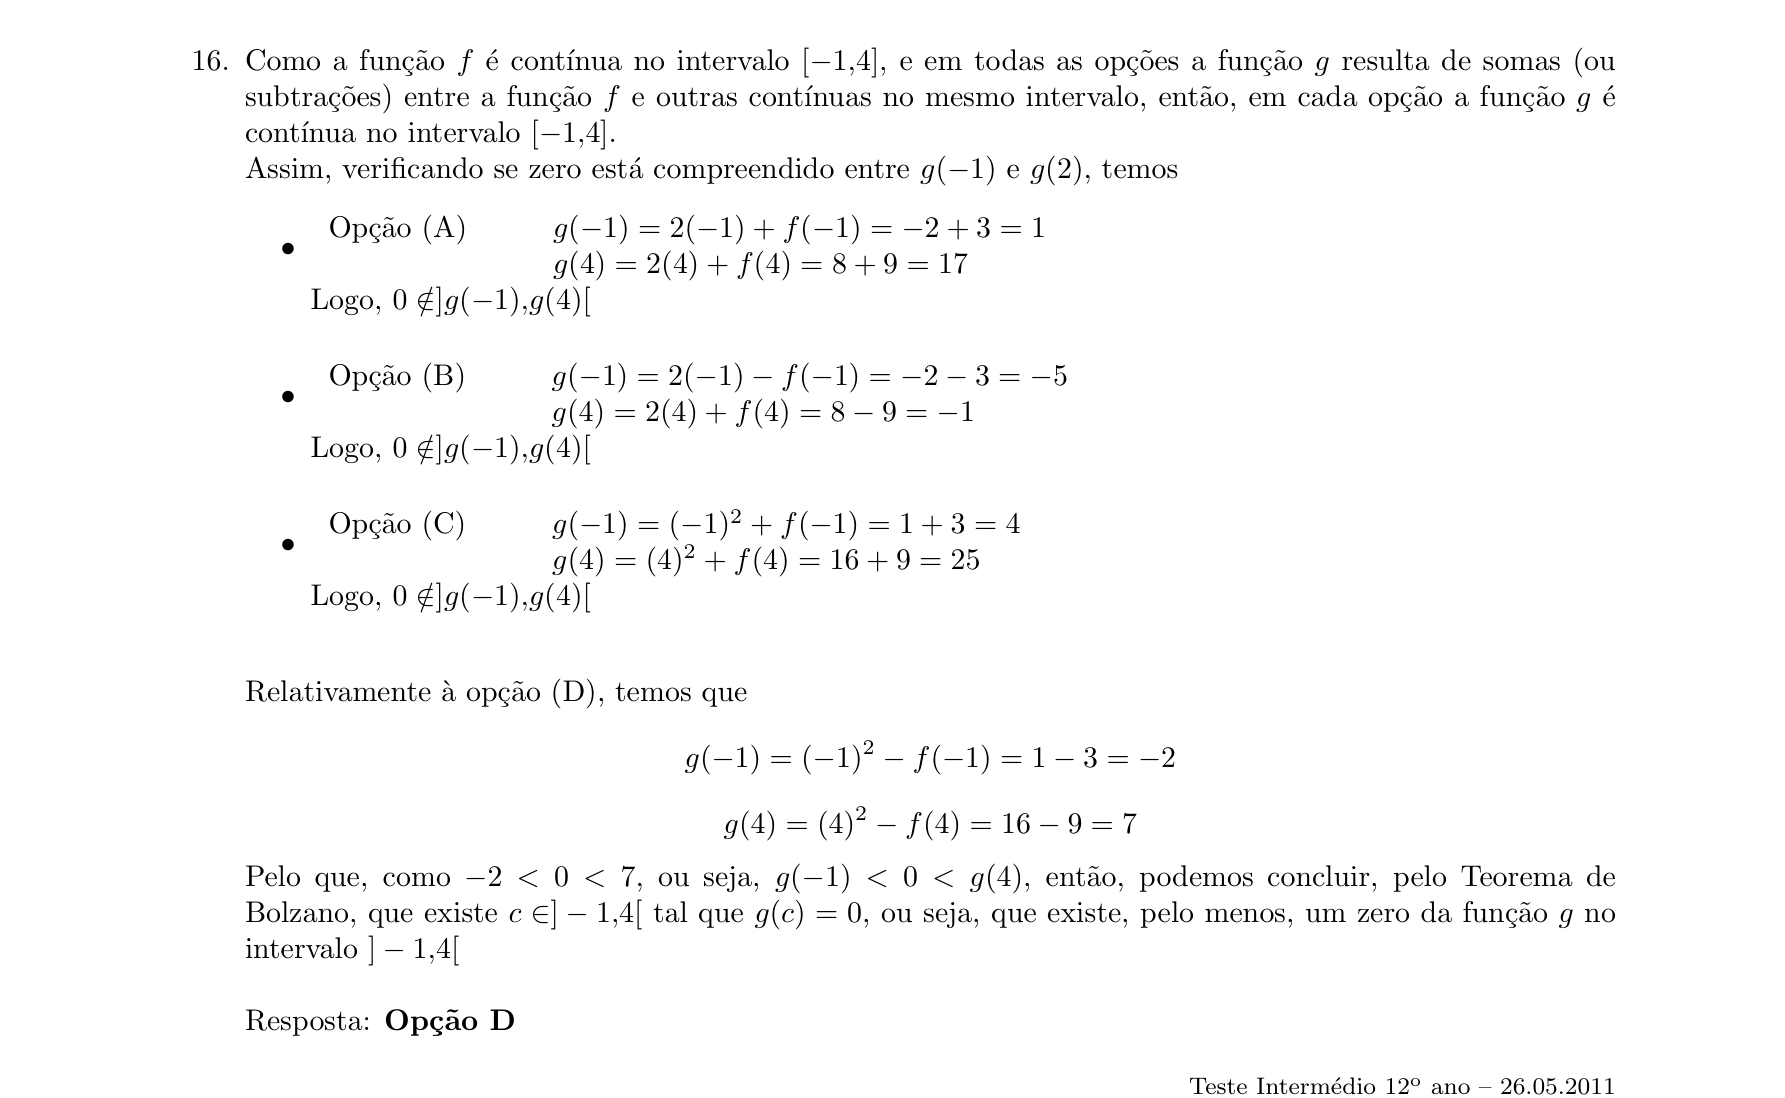 16. Como a função f é contínua no intervalo [−1,4], e em todas as opções a função g resulta de somas (ou
subtrações) entre a função f e outras contínuas no mesmo intervalo, então, em cada opção a função g é
contínua no intervalo [−1,4].
Assim, verificando se zero está compreendido entre g(−1) e g(2), temos
• Opção (A) g(−1) = 2(−1) + f(−1) = −2 + 3 = 1
g(4) = 2(4) + f(4) = 8 + 9 = 17
Logo, 0 ∉]g(−1),g(4)[
• Opção (B) g(−1) = 2(−1) − f(−1) = −2 − 3 = −5
g(4) = 2(4) + f(4) = 8 − 9 = −1
Logo, 0 ∉]g(−1),g(4)[
• Opção (C) g(−1) = (−1)² + f(−1) = 1 + 3 = 4
g(4) = (4)² + f(4) = 16 + 9 = 25
Logo, 0 ∉]g(−1),g(4)[
Relativamente à opção (D), temos que
g(−1) = (−1)² − f(−1) = 1 − 3 = −2
g(4) = (4)² − f(4) = 16 − 9 = 7
Pelo que, como −2 < 0 < 7, ou seja, g(−1) < 0 < g(4), então, podemos concluir, pelo Teorema de
Bolzano, que existe c ∈] − 1,4[ tal que g(c) = 0, ou seja, que existe, pelo menos, um zero da função g no
intervalo ] − 1,4[
Resposta: Opção D
Teste Intermédio 12º ano – 26.05.2011